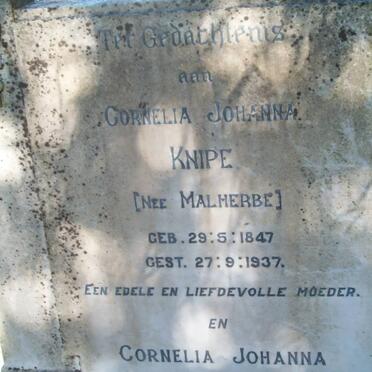 Ter Gedachtenis
aan
Cornelia Johanna
Knipe
[nee Malherbe]
Geb. 29:5:1847
Gest. 27:9:1937.
Een edele en liefdevolle moeder.
en
Cornelia Johanna